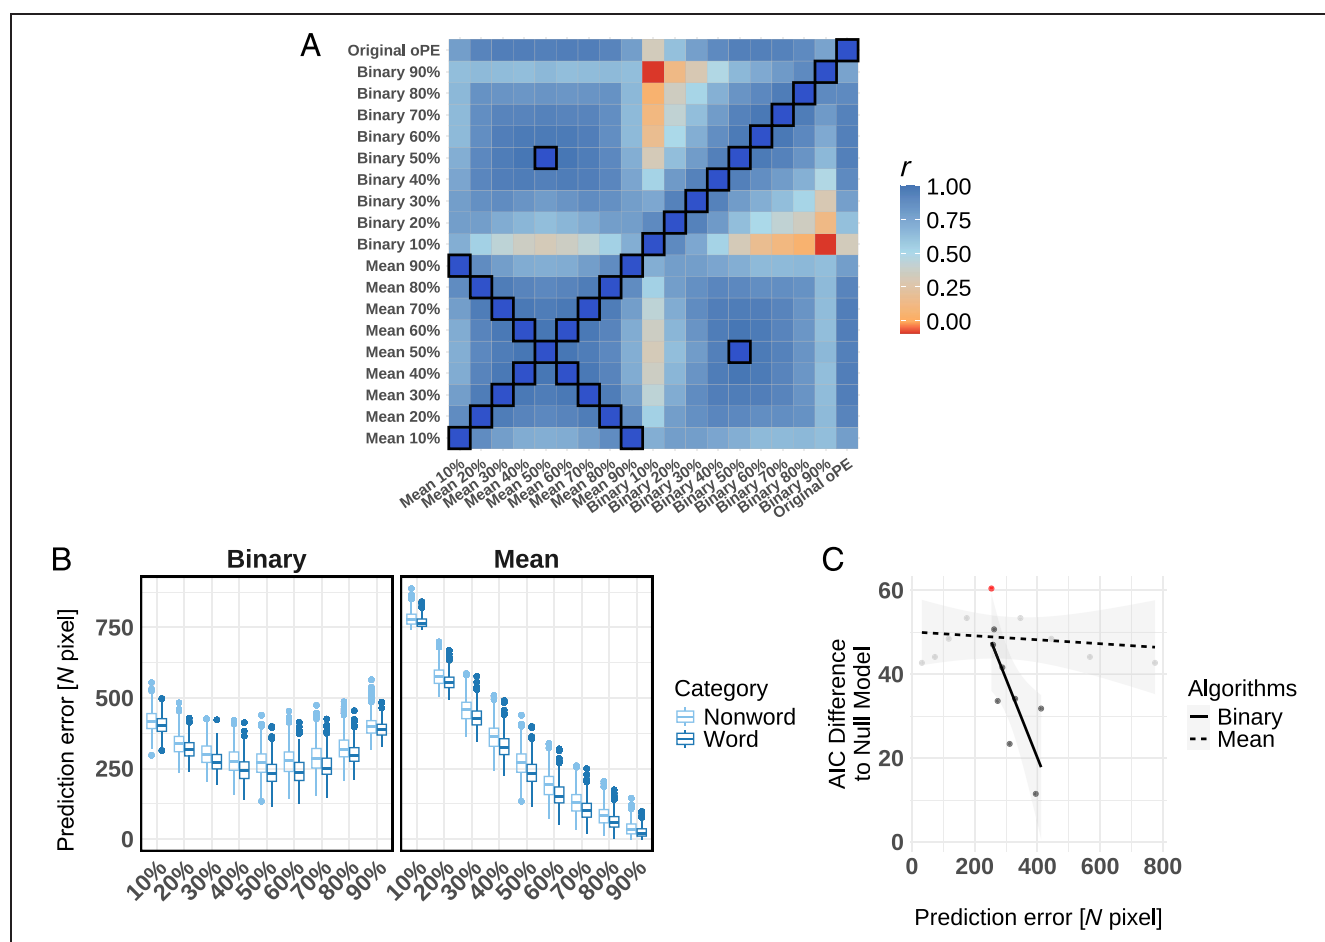 A
Original oPE
Binary 90%
Binary 80%
Binary 70%
Binary 60%
Binary 50%
Binary 40%
Binary 30%
Binary 20%
Binary 10%
Mean 90%
Mean 80%
Mean 70%
Mean 60%
Mean 50%
Mean 40%
Mean 30%
Mean 20%
Mean 10%
Mean 10%
Mean 20%
Mean 30%
Mean 40%
Mean 50%
Mean 60%
Mean 70%
Mean 80%
Mean 90%
Binary 10%
Binary 20%
Binary 30%
Binary 40%
Binary 50%
Binary 60%
Binary 70%
Binary 80%
Binary 90%
Original oPE
r
1.00
0.75
0.50
0.25
0.00
B
Binary
Mean
Prediction error [N pixel]
750
500
250
0
10%
20%
30%
40%
50%
60%
70%
80%
90%
10%
20%
30%
40%
50%
60%
70%
80%
90%
Category
Nonword
Word
C
AIC Difference
to Null Model
60
40
20
0
0
200
400
600
800
Prediction error [N pixel]
Algorithms
Binary
Mean